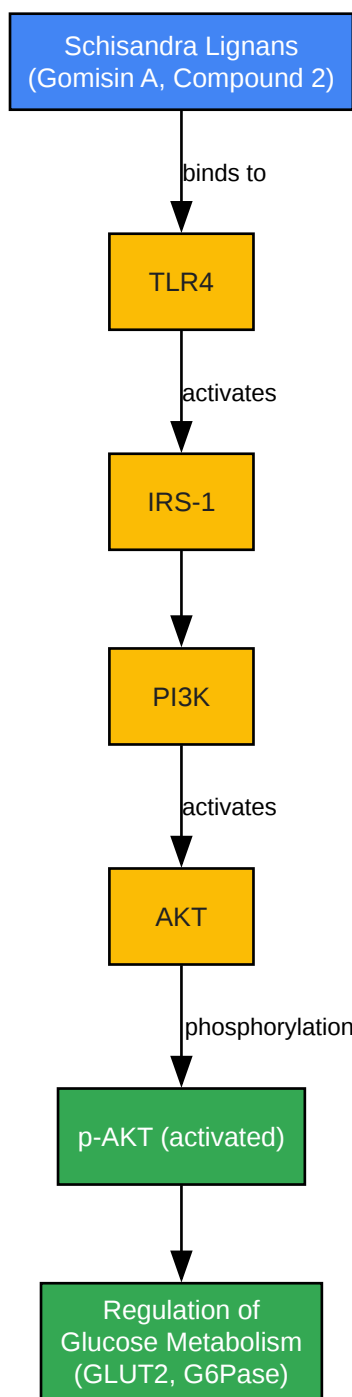 Schisandra Lignans
(Gomisin A, Compound 2)
binds to
TLR4
activates
IRS-1
PI3K
activates
AKT
phosphorylation
p-AKT (activated)
Regulation of
Glucose Metabolism
(GLUT2, G6Pase)